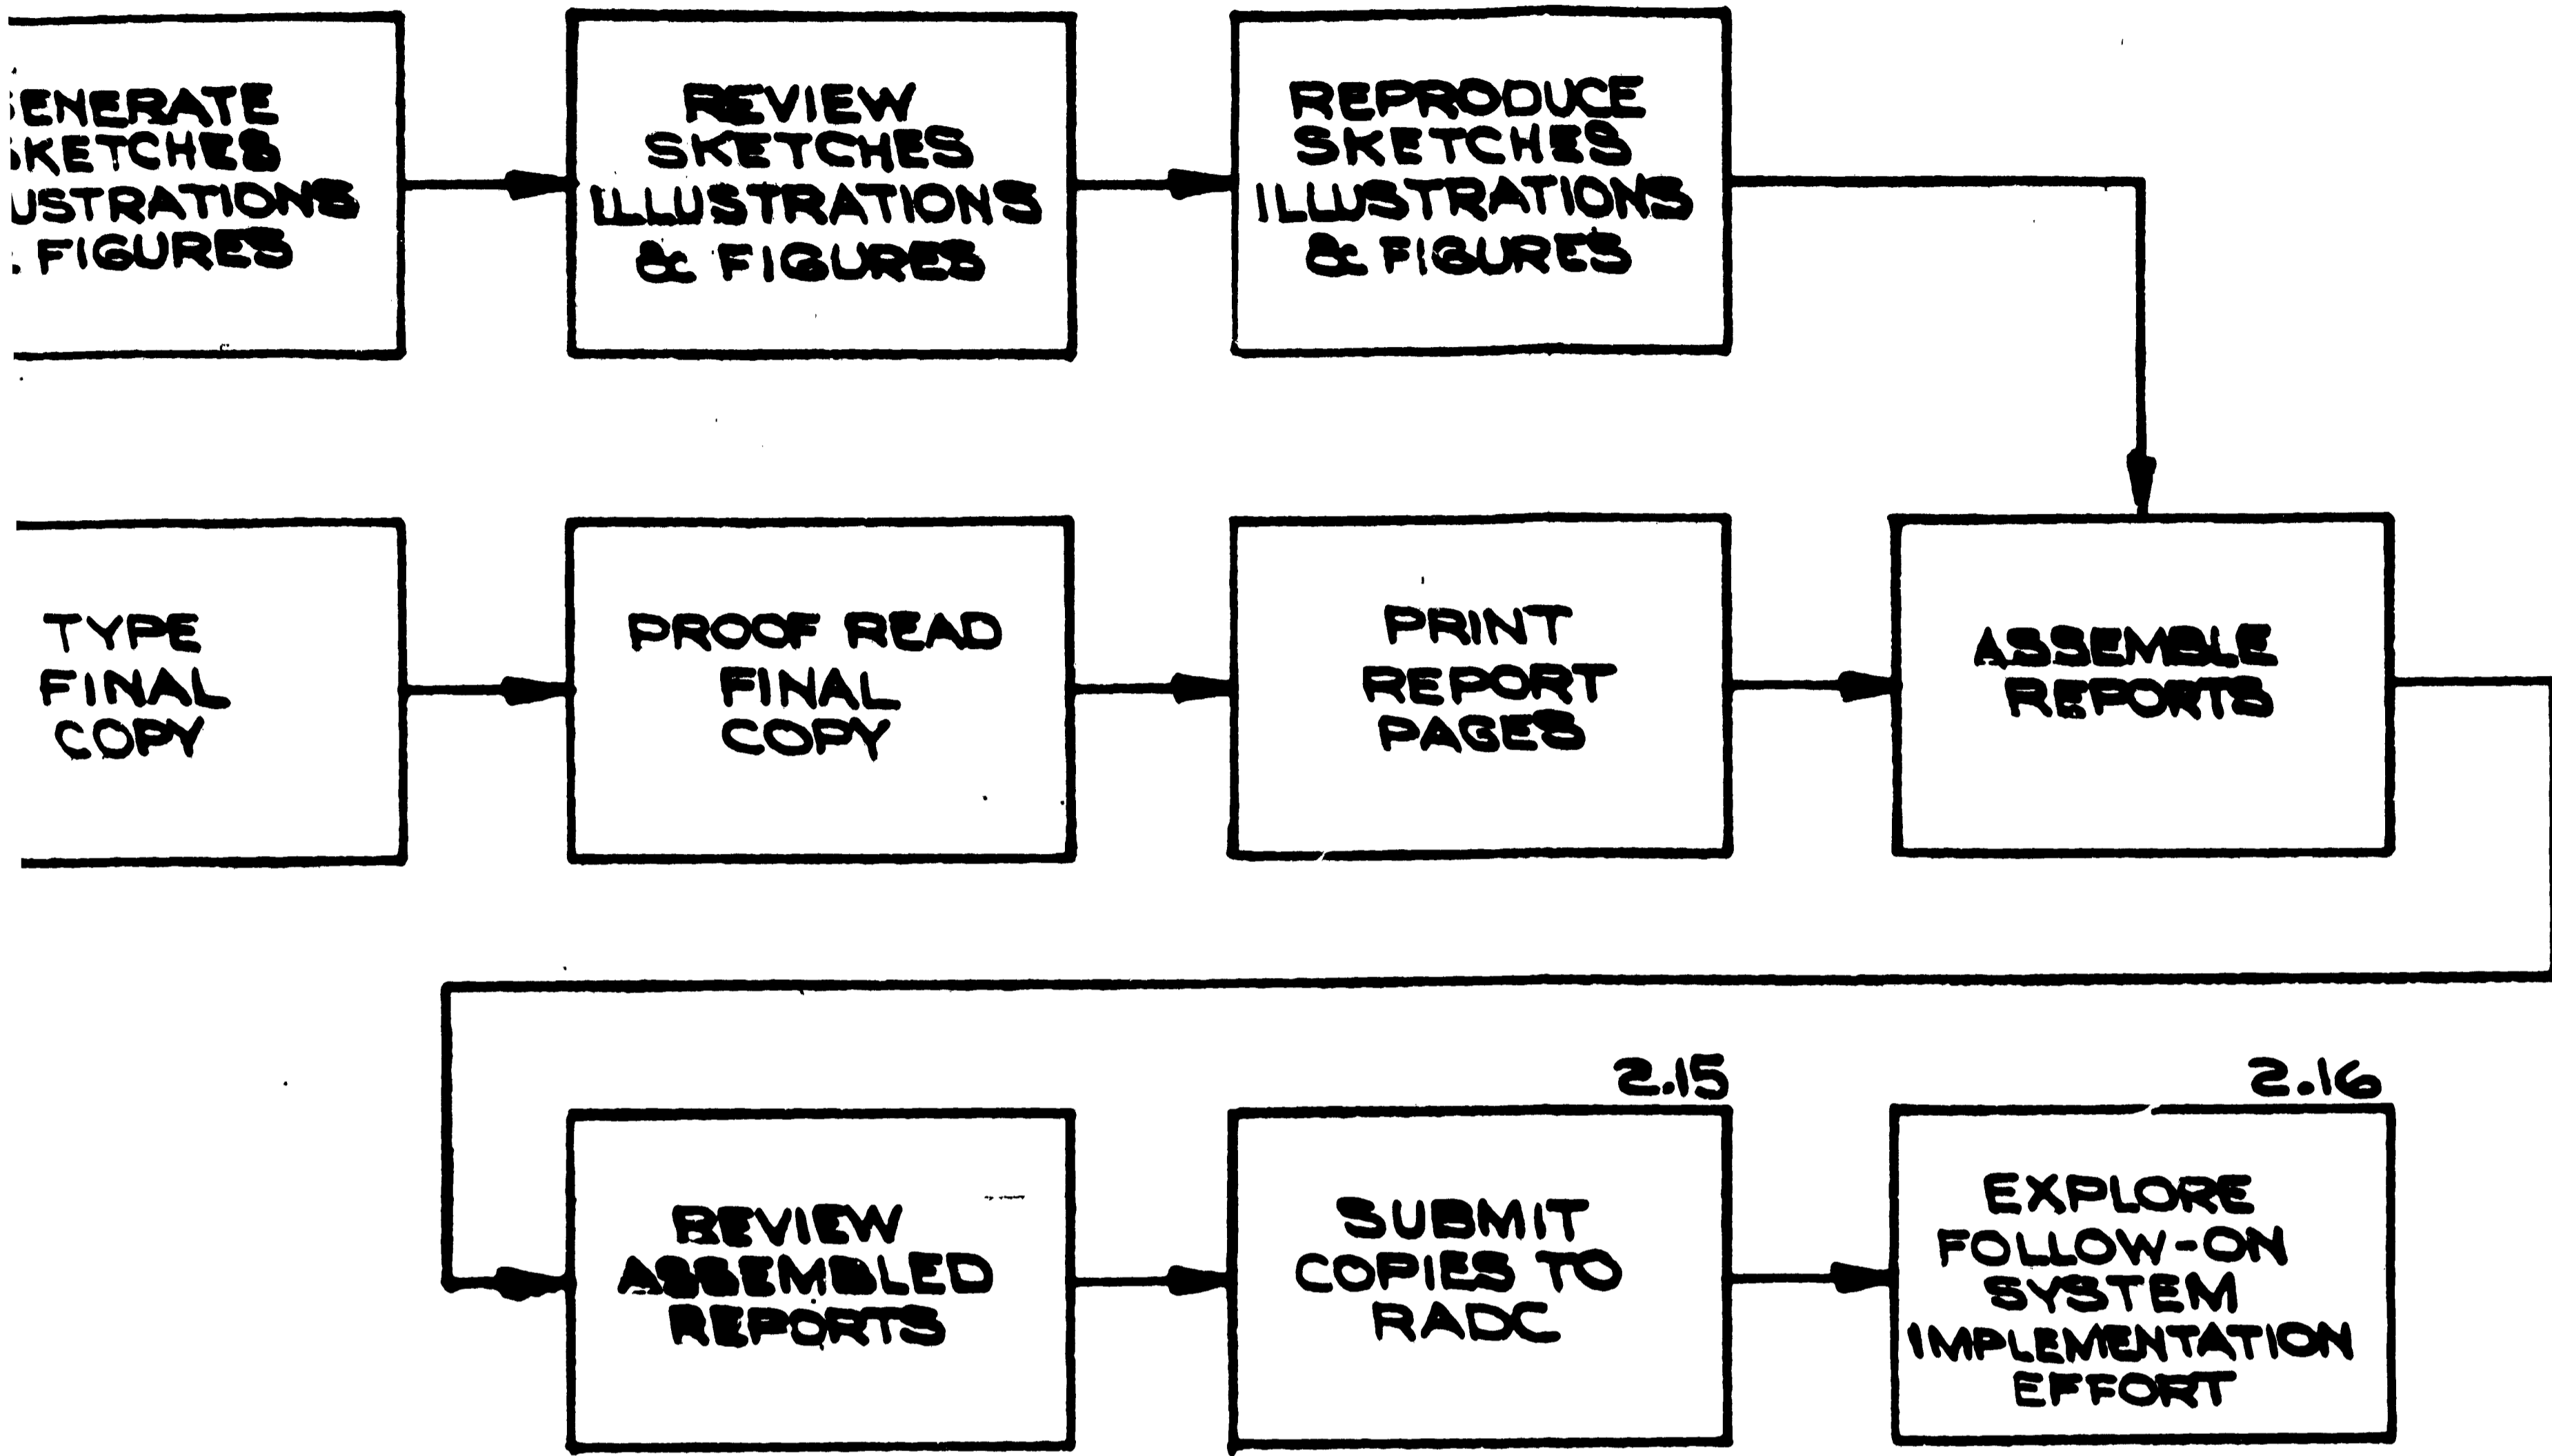 ENERATE
SKETCHES
USTRATIONS
FIGURES
REVIEW
SKETCHES
ILLUSTRATIONS
& FIGURES
REPRODUCE
SKETCHES
ILLUSTRATIONS
& FIGURES
TYPE
FINAL
COPY
PROOF READ
FINAL
COPY
PRINT
REPORT
PAGES
ASSEMBLE
REPORTS
REVIEW
ASSEMBLED
REPORTS
2.15
SUBMIT
COPIES TO
RADC
2.16
EXPLORE
FOLLOW-ON
SYSTEM
IMPLEMENTATION
EFFORT